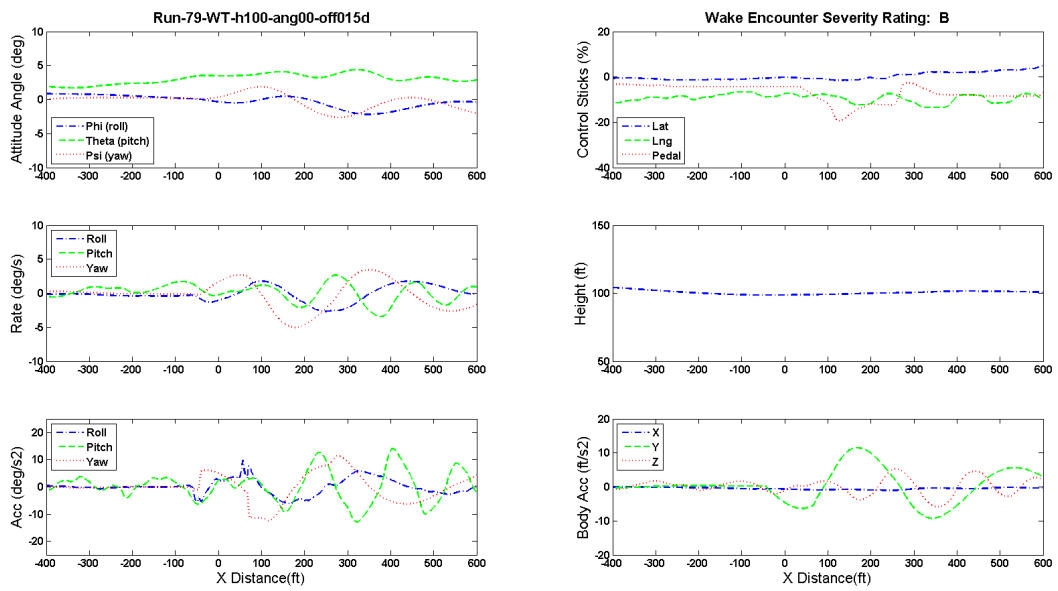 Run-79-WT-h100-ang00-off015d
Attitude Angle (deg)
10
5
0
-5
-10
Phi (roll)
Theta (pitch)
Psi (yaw)
-400 -300 -200 -100 0 100 200 300 400 500 600
Wake Encounter Severity Rating: B
Control Sticks (%)
20
0
-20
-40
Lat
Lng
Pedal
-400 -300 -200 -100 0 100 200 300 400 500 600
Rate (deg/s)
10
5
0
-5
-10
Roll
Pitch
Yaw
-400 -300 -200 -100 0 100 200 300 400 500 600
Height (ft)
150
100
50
-400 -300 -200 -100 0 100 200 300 400 500 600
Acc (deg/s2)
20
10
0
-10
-20
Roll
Pitch
Yaw
-400 -300 -200 -100 0 100 200 300 400 500 600
X Distance(ft)
Body Acc (ft/s2)
20
10
0
-10
-20
X
Y
Z
-400 -300 -200 -100 0 100 200 300 400 500 600
X Distance(ft)